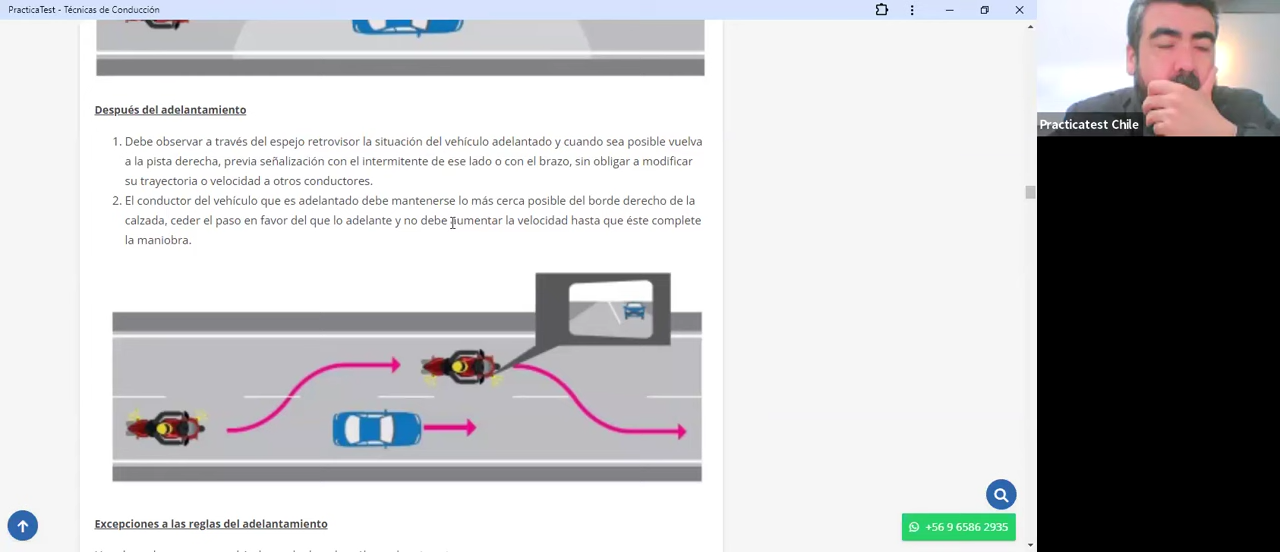 PracticaTest - Técnicas de Conducción
Después del adelantamiento
1. Debe observar a través del espejo retrovisor la situación del vehículo adelantado y cuando sea posible vuelva
a la pista derecha, previa señalización con el intermitente de ese lado o con el brazo, sin obligar a modificar
su trayectoria o velocidad a otros conductores.
2. El conductor del vehículo que es adelantado debe mantenerse lo más cerca posible del borde derecho de la
calzada, ceder el paso en favor del que lo adelante y no debe aumentar la velocidad hasta que éste complete
la maniobra.
Excepciones a las reglas del adelantamiento
+56 9 6586 2935
Practicatest Chile